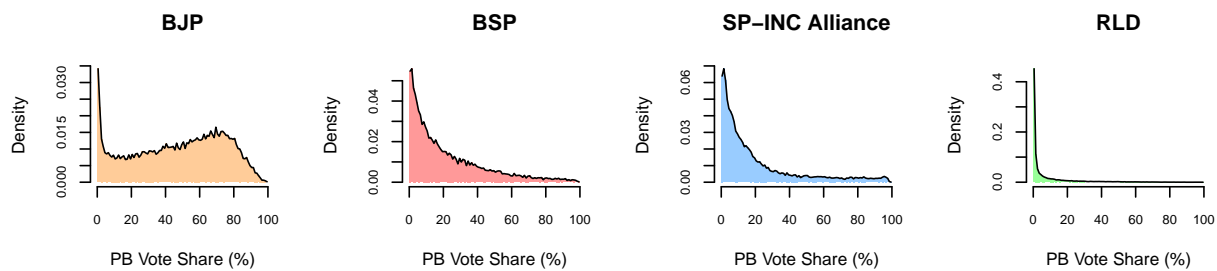 BJP
Density
0.000 0.015 0.030
0 20 40 60 80 100
PB Vote Share (%)
BSP
Density
0.00 0.02 0.04
0 20 40 60 80 100
PB Vote Share (%)
SP−INC Alliance
Density
0.00 0.03 0.06
0 20 40 60 80 100
PB Vote Share (%)
RLD
Density
0.0 0.2 0.4
0 20 40 60 80 100
PB Vote Share (%)